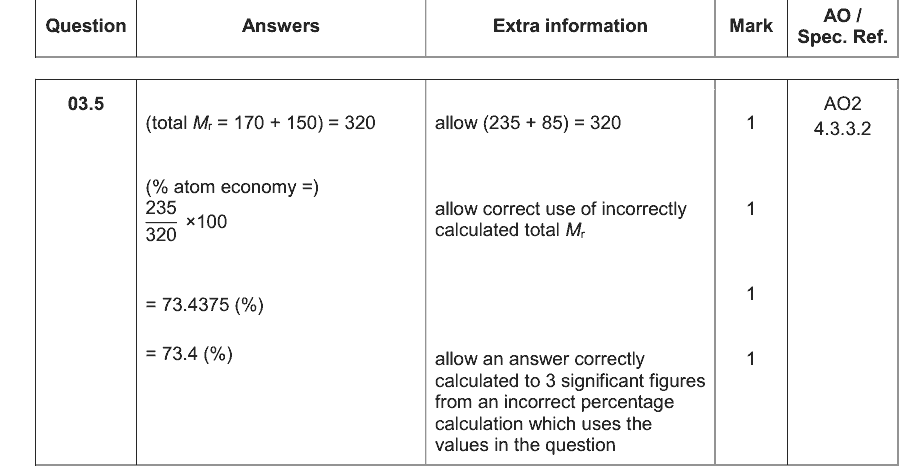 Question Answers Extra information Mark AO /
Spec. Ref.
03.5
(total Mr = 170 + 150) = 320 allow (235 + 85) = 320 1 AO2
4.3.3.2
(% atom economy =)
235
320
×100
allow correct use of incorrectly
calculated total Mr
1
= 73.4375 (%) 1
= 73.4 (%) allow an answer correctly 1
calculated to 3 significant figures
from an incorrect percentage
calculation which uses the
values in the question